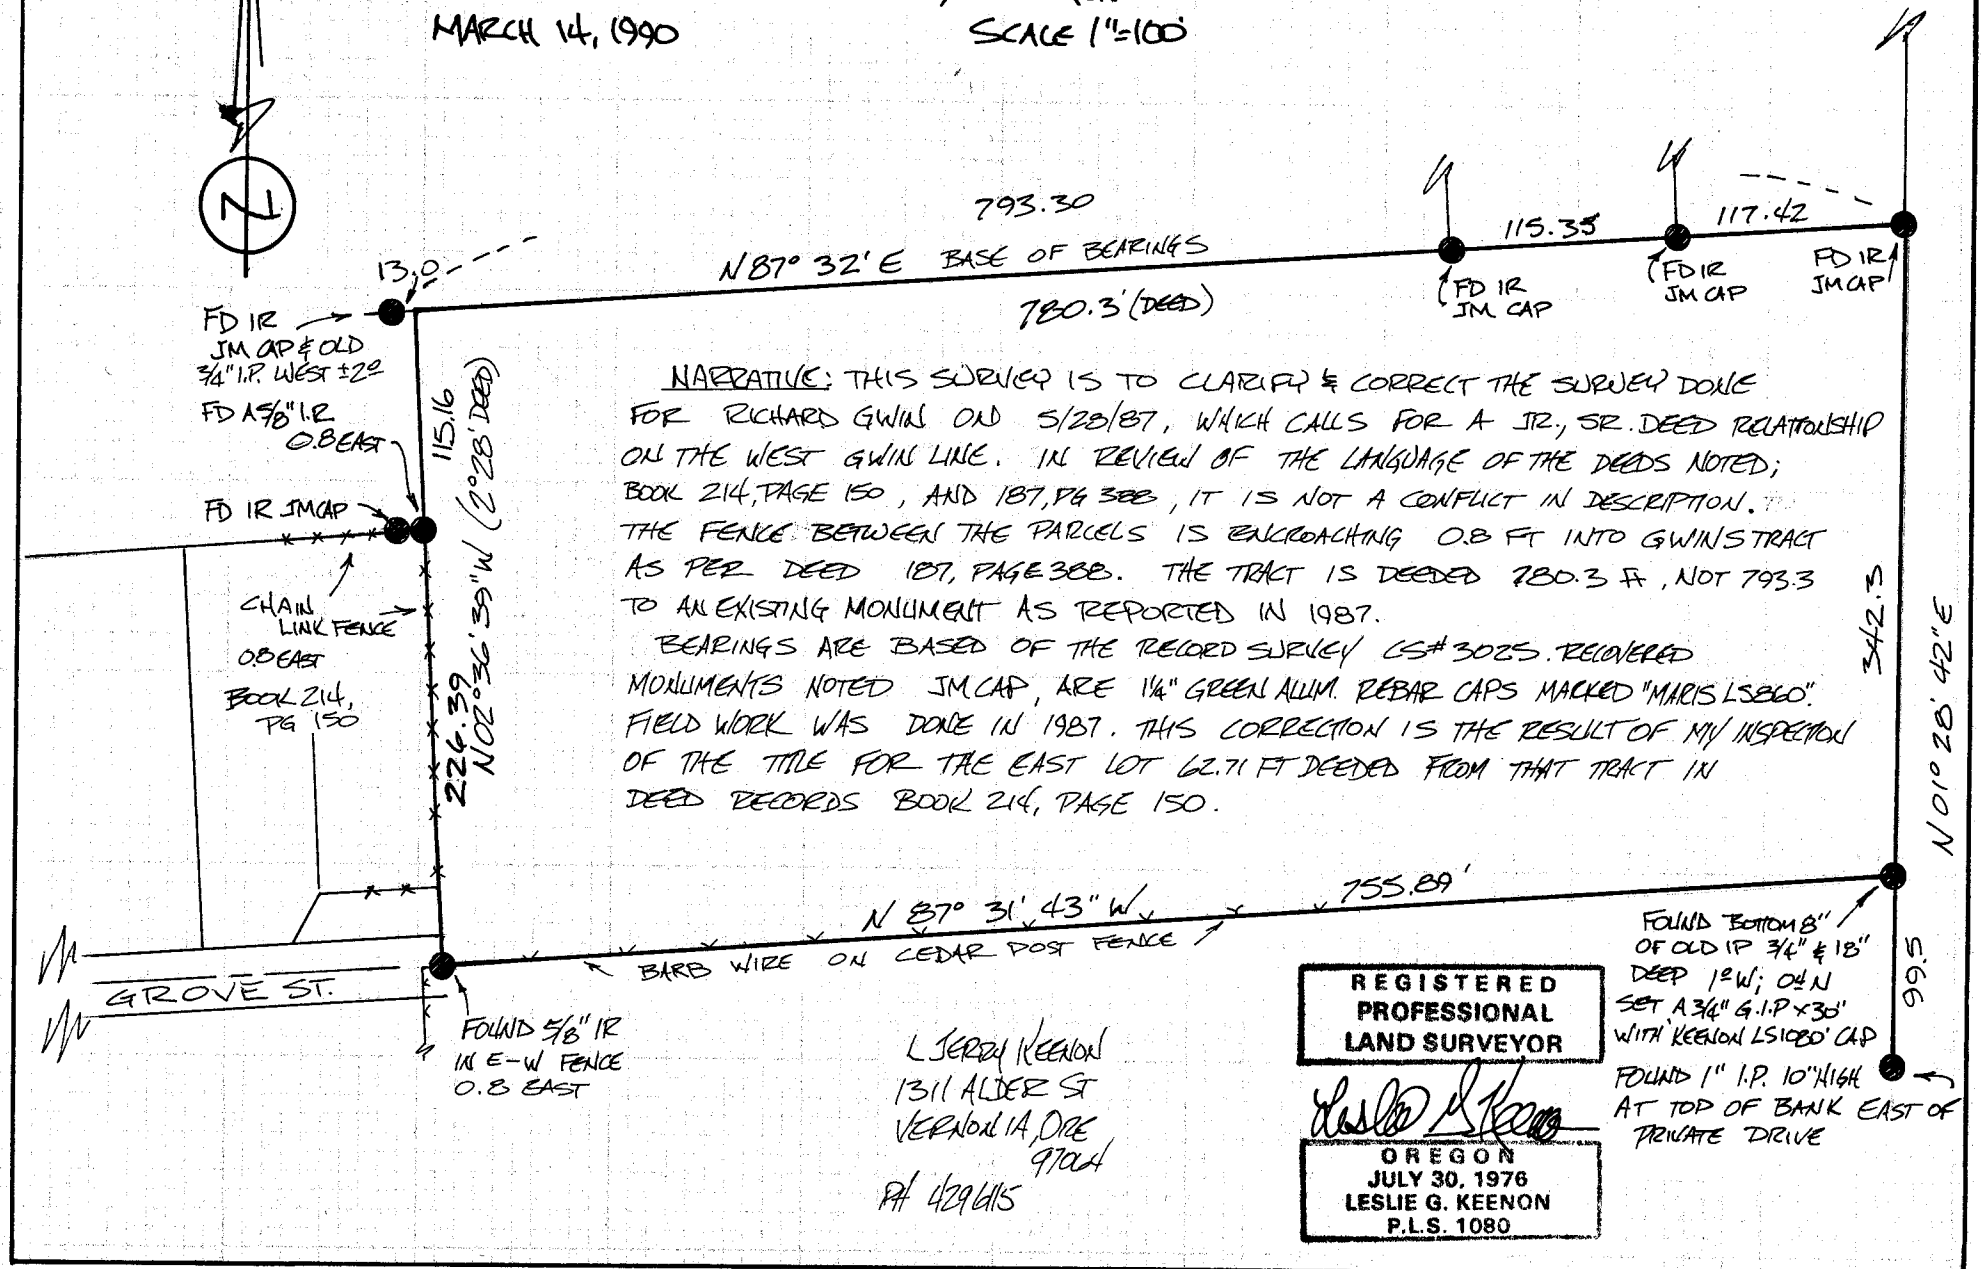 MARCH 14, 1990
SCALE 1"=100'
N
793.30
N 87° 32' E BASE OF BEARINGS
780.3' (DEED)
115.35
117.42
13.0
FD IR
JM CAP
FD IR
JM CAP
FD IR
JM CAP
FD IR
JM CAP & OLD
3/4" I.P. WEST ±2º
FD A 5/8" I.R.
0.8 EAST
115.16
N02°36'39"W (2°28' DEED)
226.39
FD IR JM CAP
CHAIN
LINK FENCE
0.8 EAST
BOOK 214,
PG 150
NARRATIVE: THIS SURVEY IS TO CLARIFY & CORRECT THE SURVEY DONE
FOR RICHARD GWIN ON 5/28/87, WHICH CALLS FOR A JR., SR. DEED RELATIONSHIP
ON THE WEST GWIN LINE. IN REVIEW OF THE LANGUAGE OF THE DEEDS NOTED;
BOOK 214, PAGE 150, AND 187, PG 388, IT IS NOT A CONFLICT IN DESCRIPTION.
THE FENCE BETWEEN THE PARCELS IS ENCROACHING 0.8 FT INTO GWINS TRACT
AS PER DEED 187, PAGE 388. THE TRACT IS DEEDED 780.3 FT, NOT 793.3
TO AN EXISTING MONUMENT AS REPORTED IN 1987.
BEARINGS ARE BASED OF THE RECORD SURVEY CS# 3025. RECOVERED
MONUMENTS NOTED JM CAP, ARE 1¼" GREEN ALUM. REBAR CAPS MARKED "MARIS LS860".
FIELD WORK WAS DONE IN 1987. THIS CORRECTION IS THE RESULT OF MY INSPECTION
OF THE TITLE FOR THE EAST LOT 62.71 FT DEEDED FROM THAT TRACT IN
DEED RECORDS BOOK 214, PAGE 150.
342.3
N 01° 28' 42" E
99.5
N 87° 31' 43" W
755.89'
BARB WIRE ON CEDAR POST FENCE
GROVE ST.
FOUND 5/8" IR
IN E-W FENCE
0.8 EAST
L JERRY KEENON
1311 ALDER ST
VERNONIA, ORE
97064
PH 4296115
REGISTERED
PROFESSIONAL
LAND SURVEYOR
OREGON
JULY 30, 1976
LESLIE G. KEENON
P.L.S. 1080
FOUND BOTTOM 8"
OF OLD IP 3/4" & 18"
DEEP 1º W; 0.4 N
SET A 3/4" G.I.P x 30"
WITH 'KEENON LS1080' CAP
FOUND 1" I.P. 10" HIGH
AT TOP OF BANK EAST OF
PRIVATE DRIVE